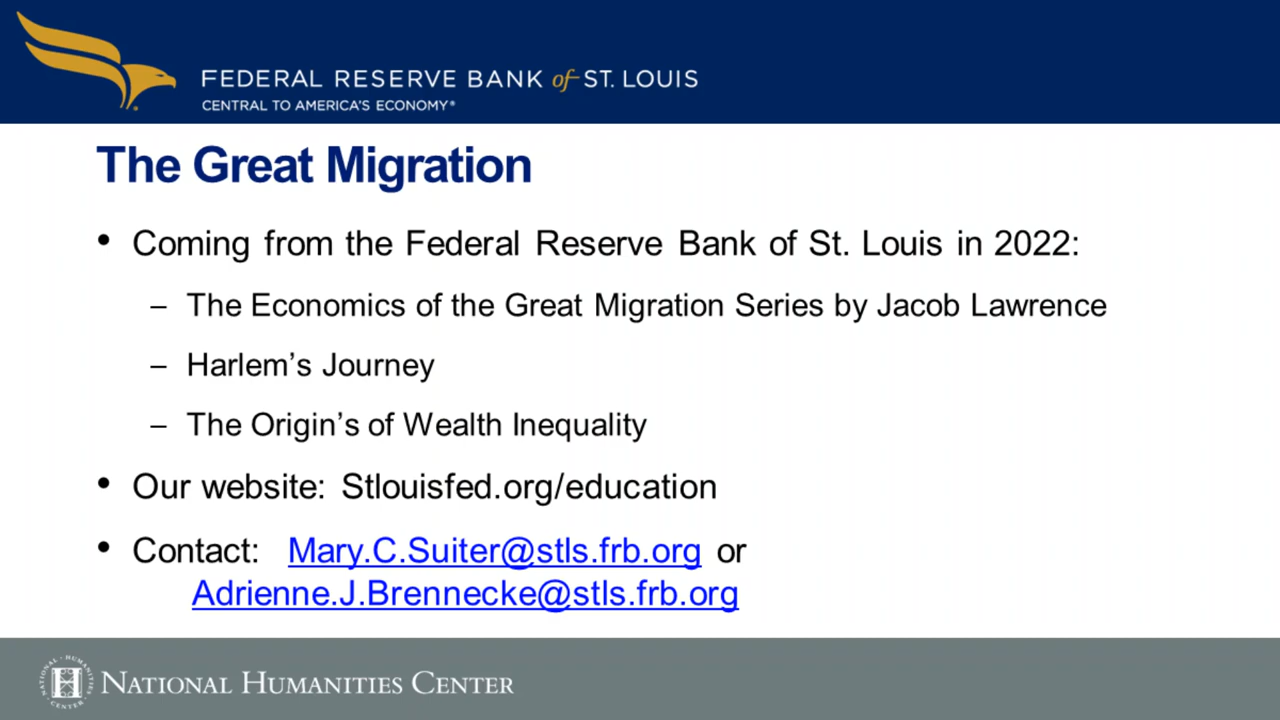 FEDERAL RESERVE BANK of ST. LOUIS
CENTRAL TO AMERICA'S ECONOMY®
The Great Migration
• Coming from the Federal Reserve Bank of St. Louis in 2022:
– The Economics of the Great Migration Series by Jacob Lawrence
– Harlem’s Journey
– The Origin’s of Wealth Inequality
• Our website: Stlouisfed.org/education
• Contact: Mary.C.Suiter@stls.frb.org or
Adrienne.J.Brennecke@stls.frb.org
NATIONAL · HUMANITIES · CENTER ·
H
NATIONAL HUMANITIES CENTER